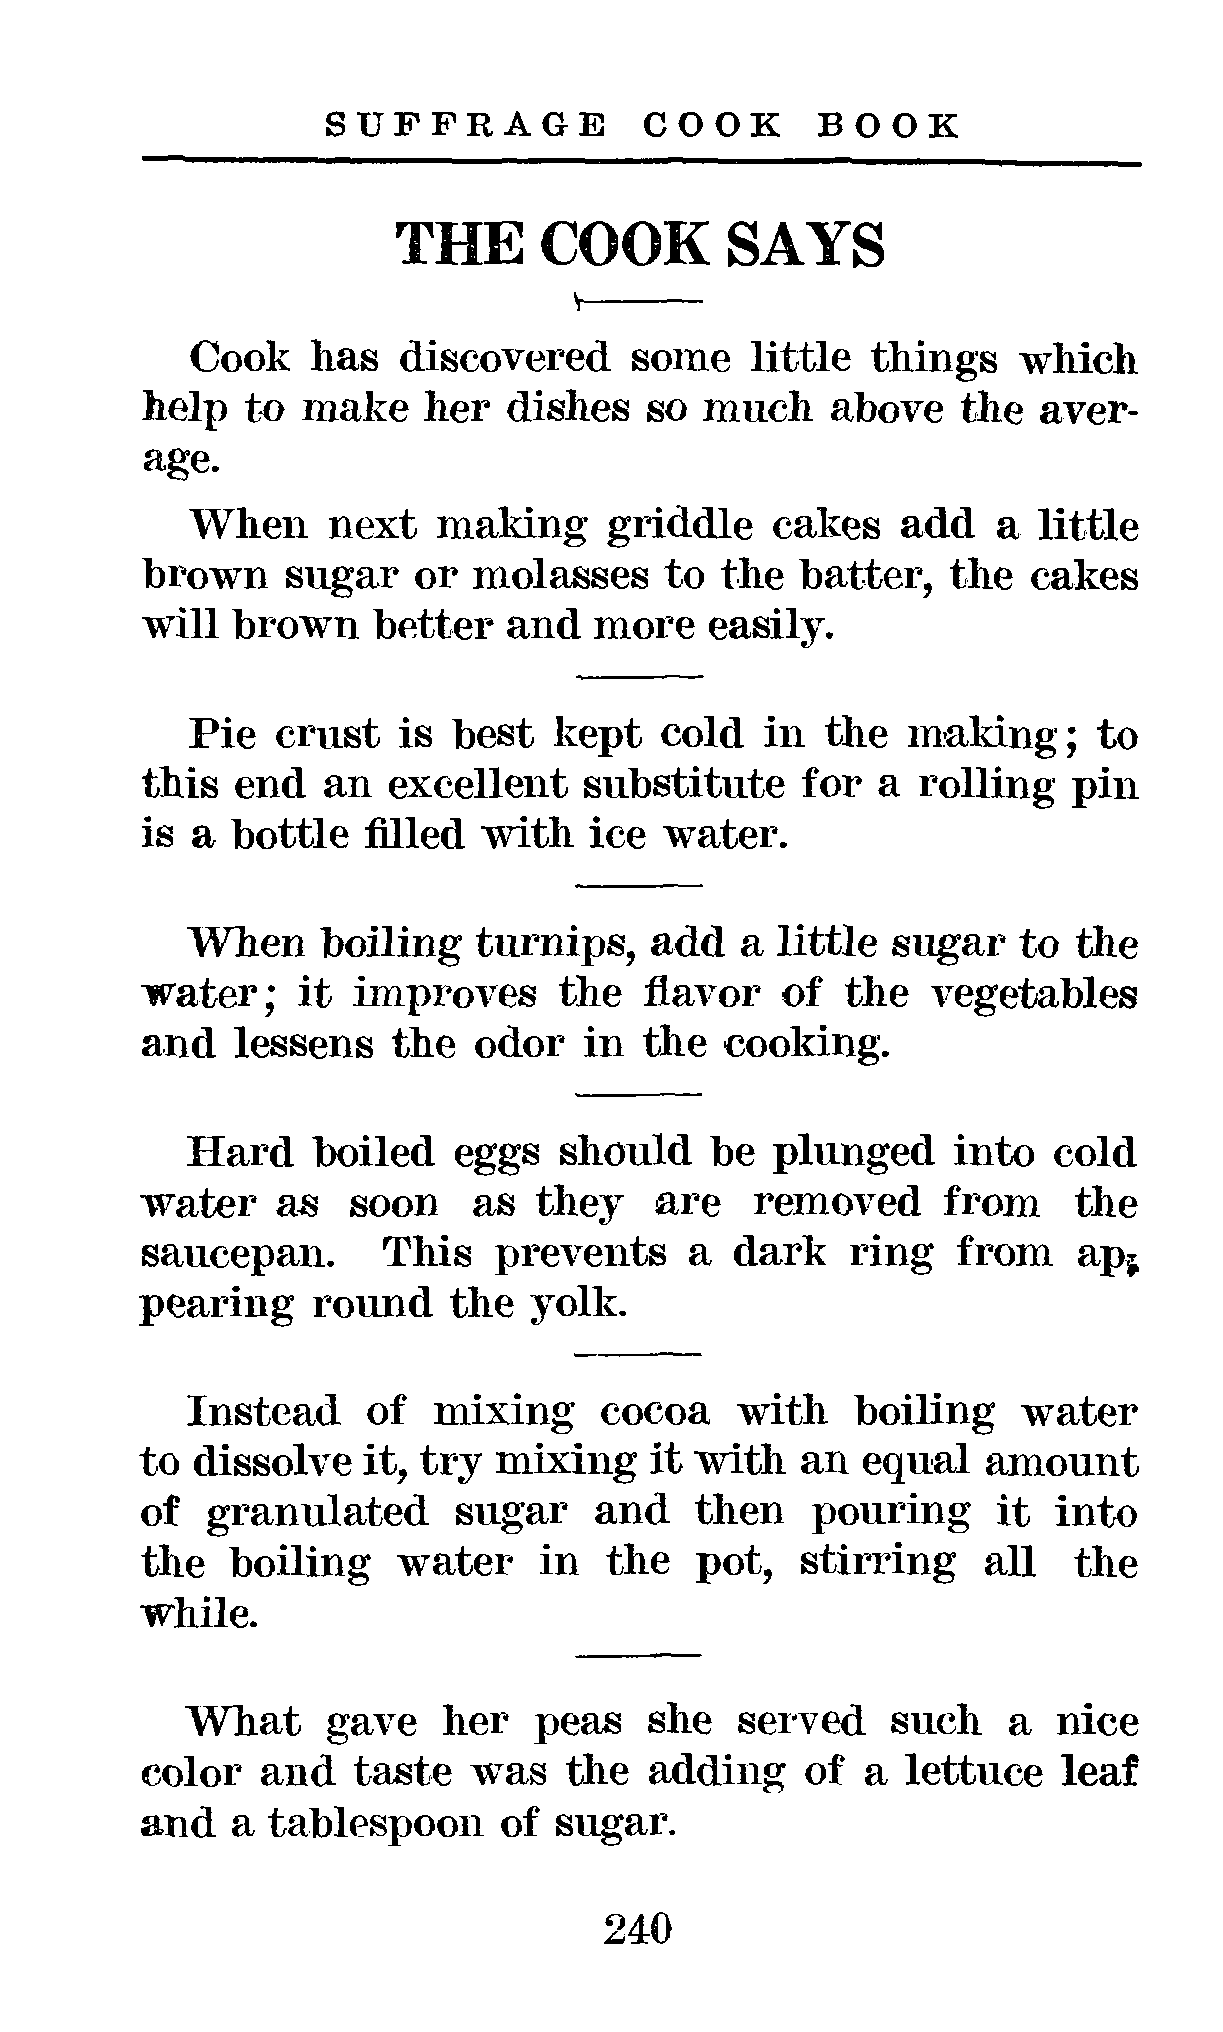 SUFFRAGE COOK BOOK
THE COOK SAYS
Cook has discovered some little things which
help to make her dishes so much above the aver-
age.
When next making griddle cakes add a little
brown sugar or molasses to the batter, the cakes
will brown better and more easily.
Pie crust is best kept cold in the making; to
this end an excellent substitute for a rolling pin
is a bottle filled with ice water.
When boiling turnips, add a little sugar to the
water; it improves the flavor of the vegetables
and lessens the odor in the cooking.
Hard boiled eggs should be plunged into cold
water as soon as they are removed from the
saucepan. This prevents a dark ring from ap-
pearing round the yolk.
Instead of mixing cocoa with boiling water
to dissolve it, try mixing it with an equal amount
of granulated sugar and then pouring it into
the boiling water in the pot, stirring all the
while.
What gave her peas she served such a nice
color and taste was the adding of a lettuce leaf
and a tablespoon of sugar.
240